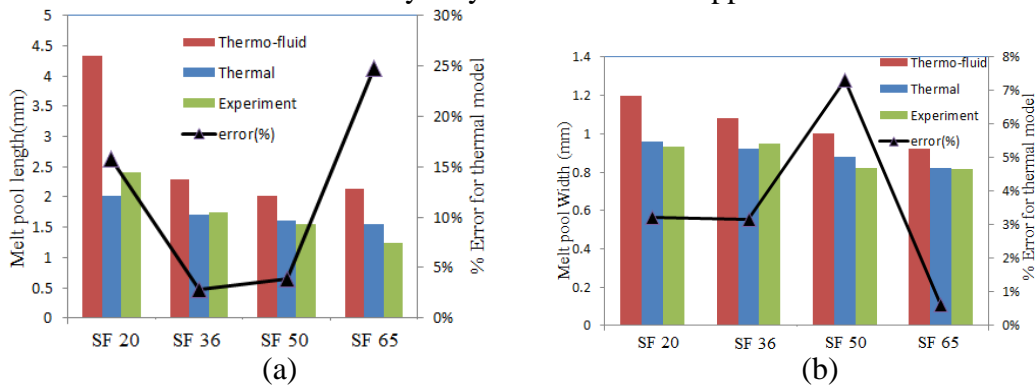 5
30%
4.5
4
3.5
3
2.5
2
1.5
1
0.5
0
25%
20%
15%
10%
5%
0%
Melt pool length(mm)
% Error for thermal model
Thermo-fluid
Thermal
Experiment
error(%)
SF 20 SF 36 SF 50 SF 65
(a)
1.4
1.2
1
0.8
0.6
0.4
0.2
0
8%
7%
6%
5%
4%
3%
2%
1%
0%
Melt pool Width (mm)
% Error for thermal model
Thermo-fluid
Thermal
Experiment
error(%)
SF 20 SF 36 SF 50 SF 65
(b)